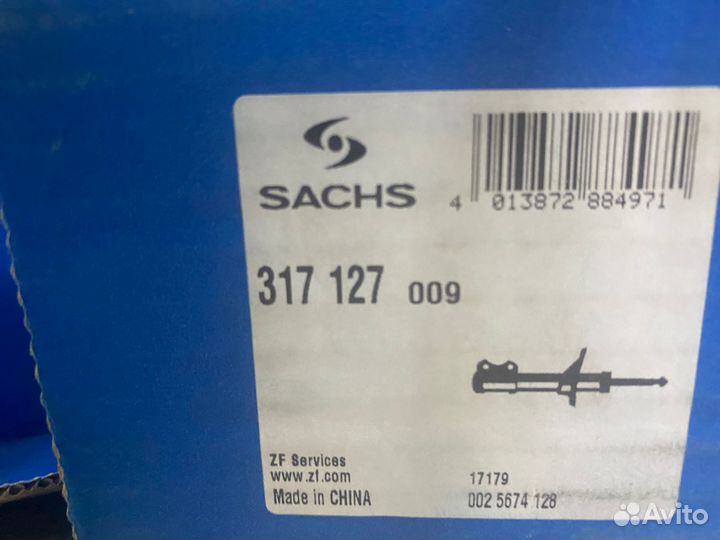 SACHS
4 013872 884971
317 127 009
ZF Services
www.zf.com
Made in CHINA
17179
002 5674 128
Avito